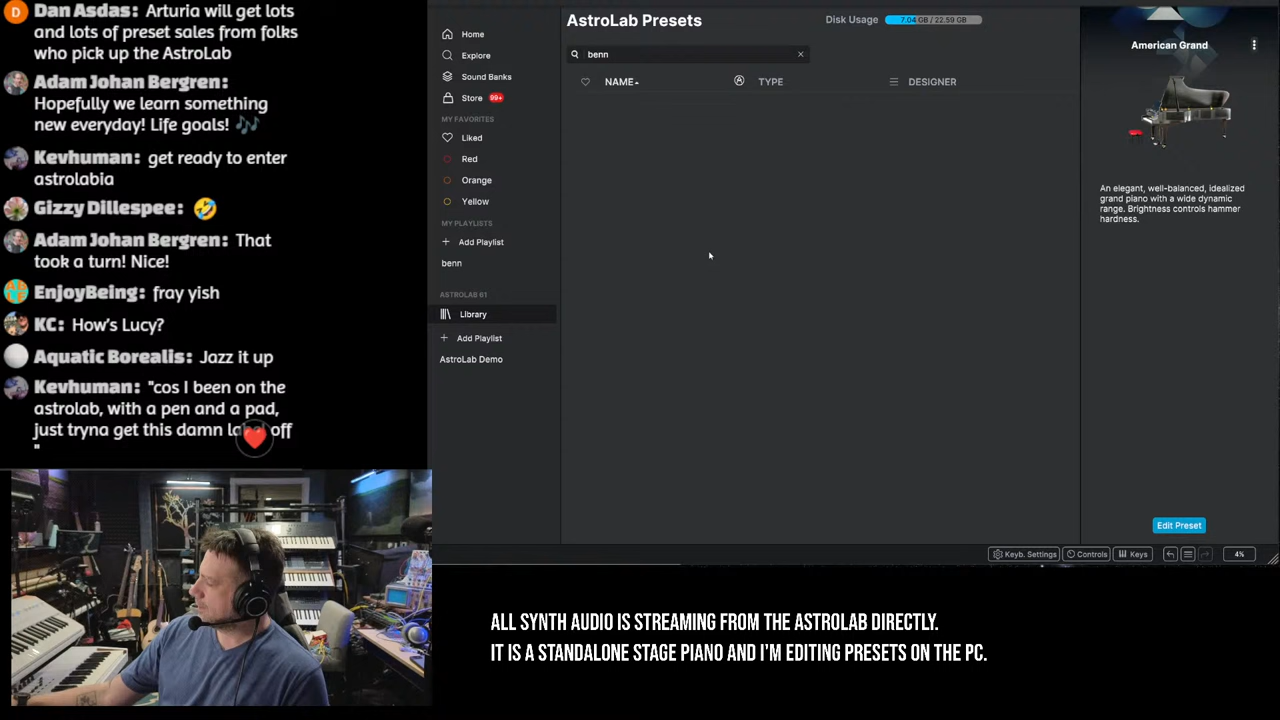 D
Dan Asdas: Arturia will get lots
and lots of preset sales from folks
who pick up the AstroLab
Adam Johan Bergren:
Hopefully we learn something
new everyday! Life goals! 🎶
Kevhuman: get ready to enter
astrolabia
Gizzy Dillespee: 🤣
Adam Johan Bergren: That
took a turn! Nice!
EnjoyBeing: fray yish
KC: How's Lucy?
Aquatic Borealis: Jazz it up
Kevhuman: "cos I been on the
astrolab, with a pen and a pad,
just tryna get this damn off
"
Home
Explore
Sound Banks
Store 99+
MY FAVORITES
Liked
Red
Orange
Yellow
MY PLAYLISTS
+ Add Playlist
benn
ASTROLAB 61
Library
+ Add Playlist
AstroLab Demo
AstroLab Presets
Disk Usage 7.04 GB / 22.59 GB
benn
NAME TYPE DESIGNER
American Grand
An elegant, well-balanced, idealized
grand piano with a wide dynamic
range. Brightness controls hammer
hardness.
Edit Preset
Keyb. Settings Controls Keys 4%
ALL SYNTH AUDIO IS STREAMING FROM THE ASTROLAB DIRECTLY.
IT IS A STANDALONE STAGE PIANO AND I'M EDITING PRESETS ON THE PC.